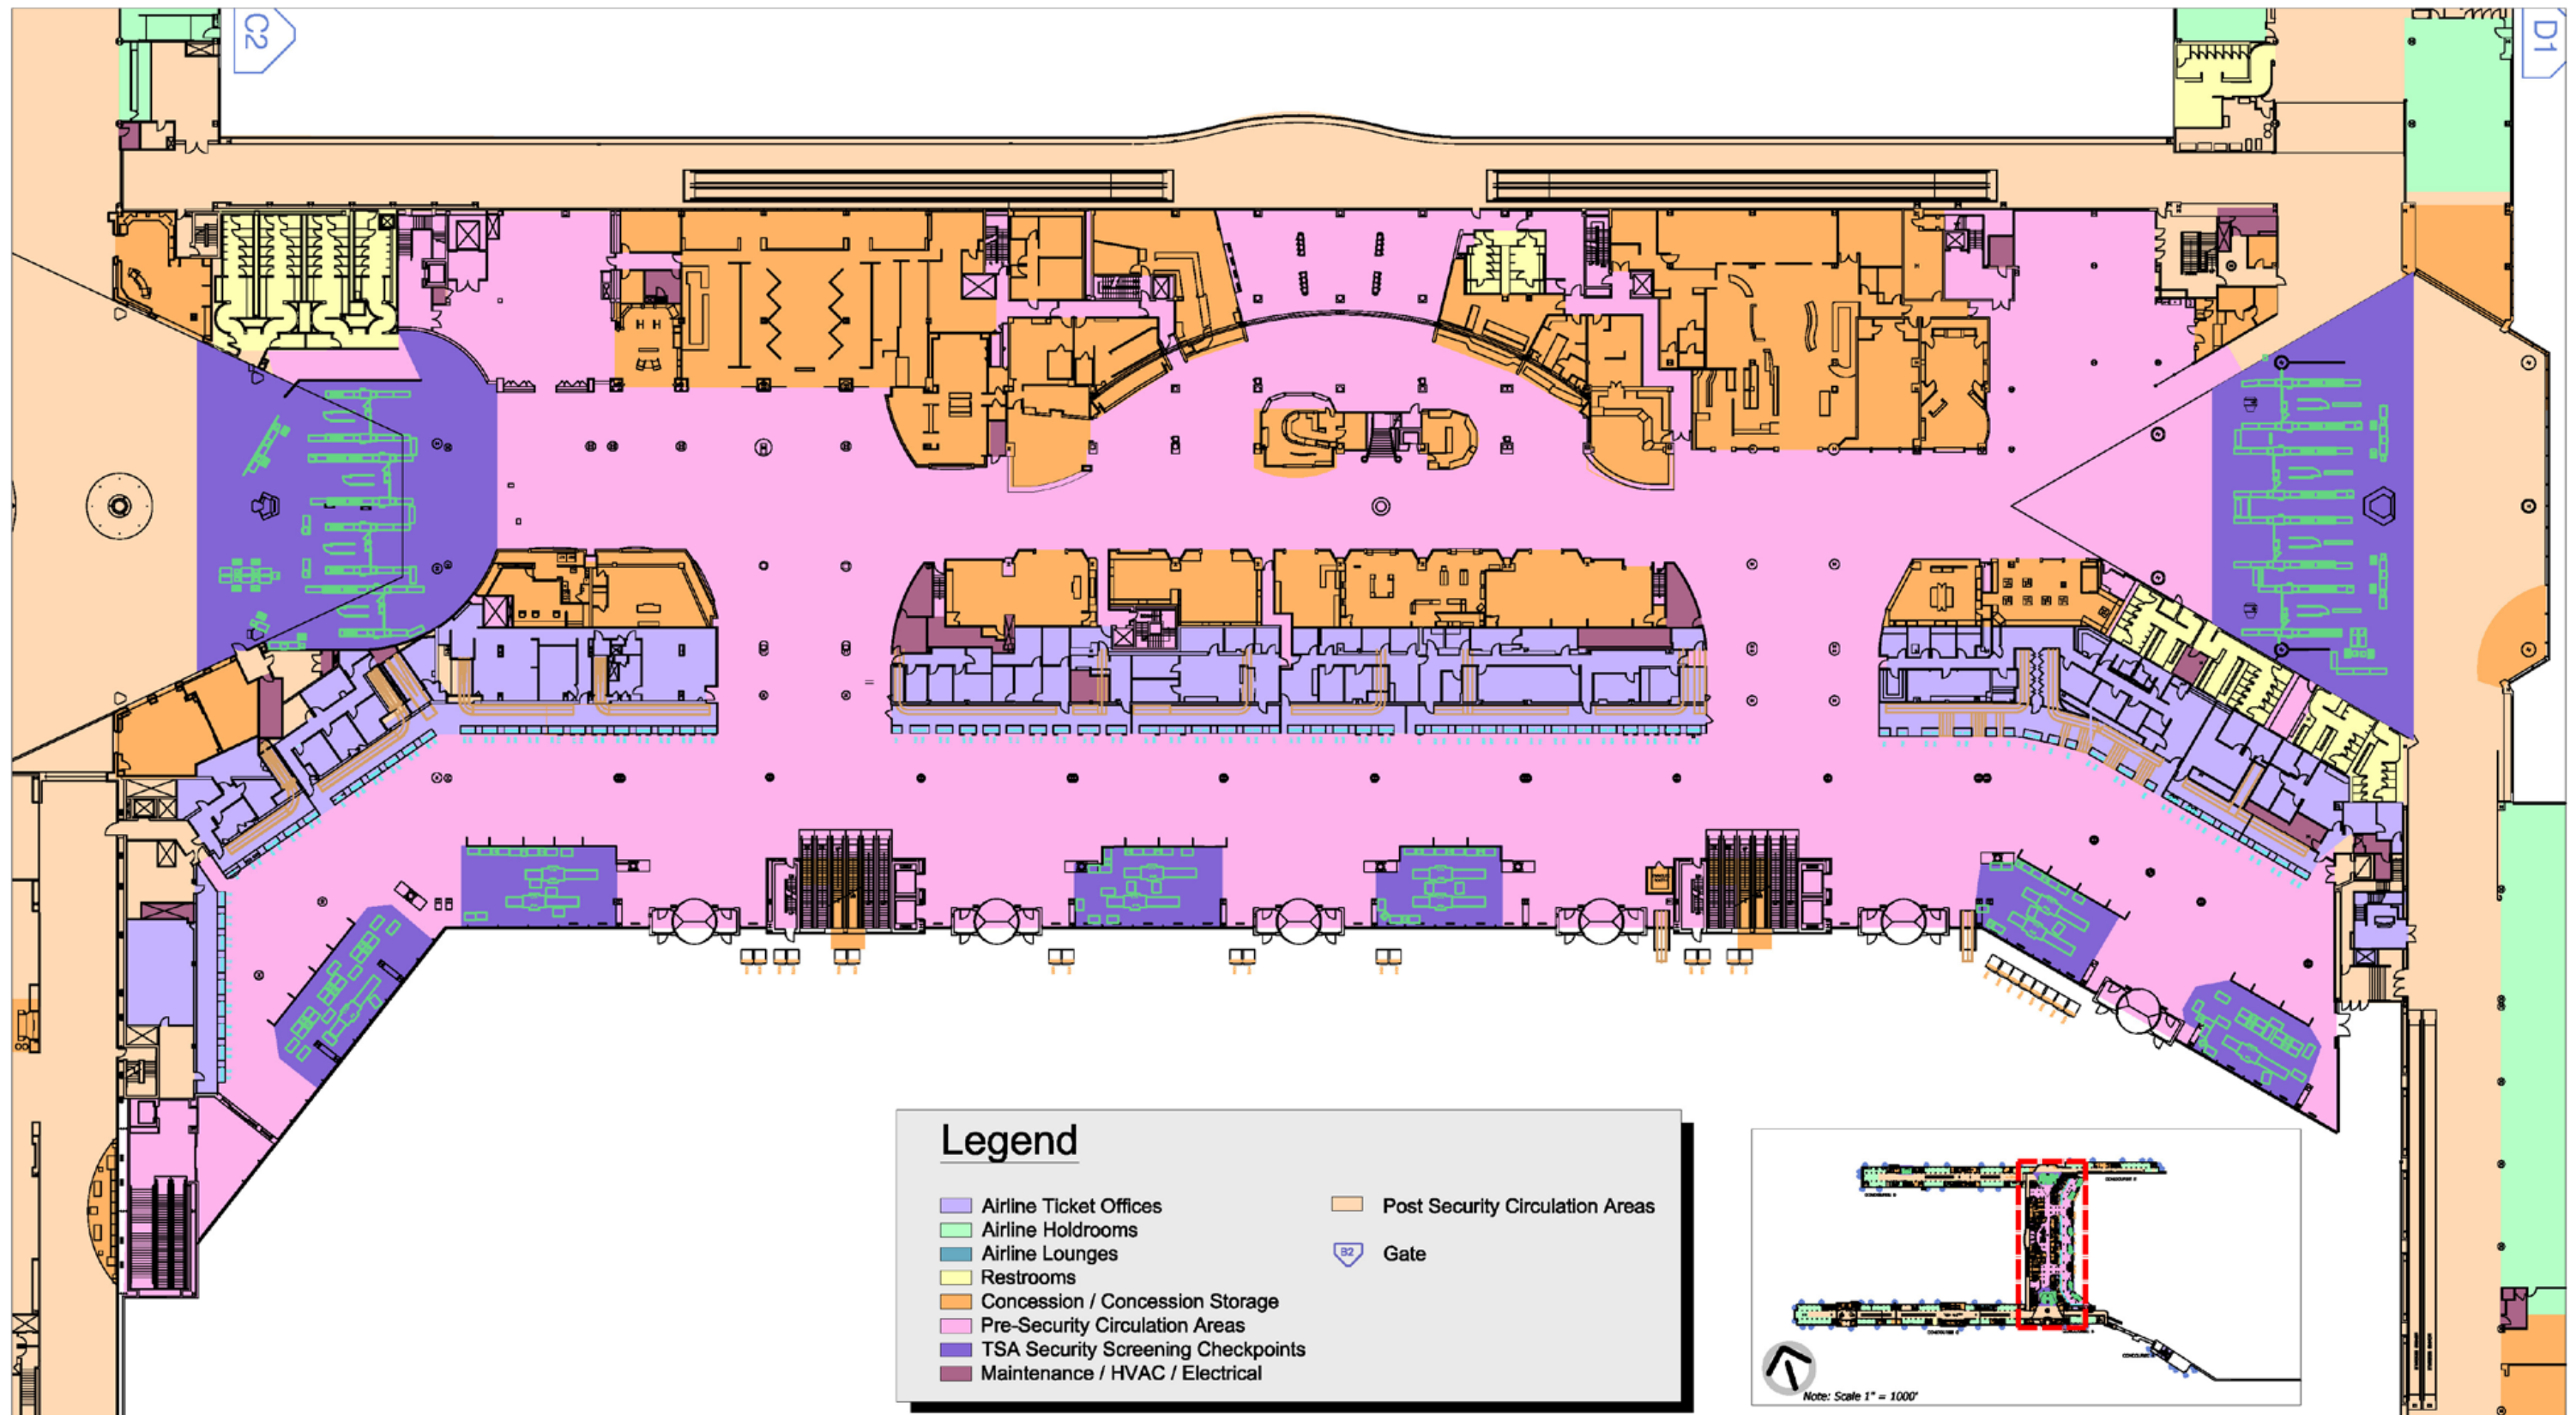 C2
D1
Legend
Airline Ticket Offices
Airline Holdrooms
Airline Lounges
Restrooms
Concession / Concession Storage
Pre-Security Circulation Areas
TSA Security Screening Checkpoints
Maintenance / HVAC / Electrical
Post Security Circulation Areas
B2 Gate
Note: Scale 1" = 1000'